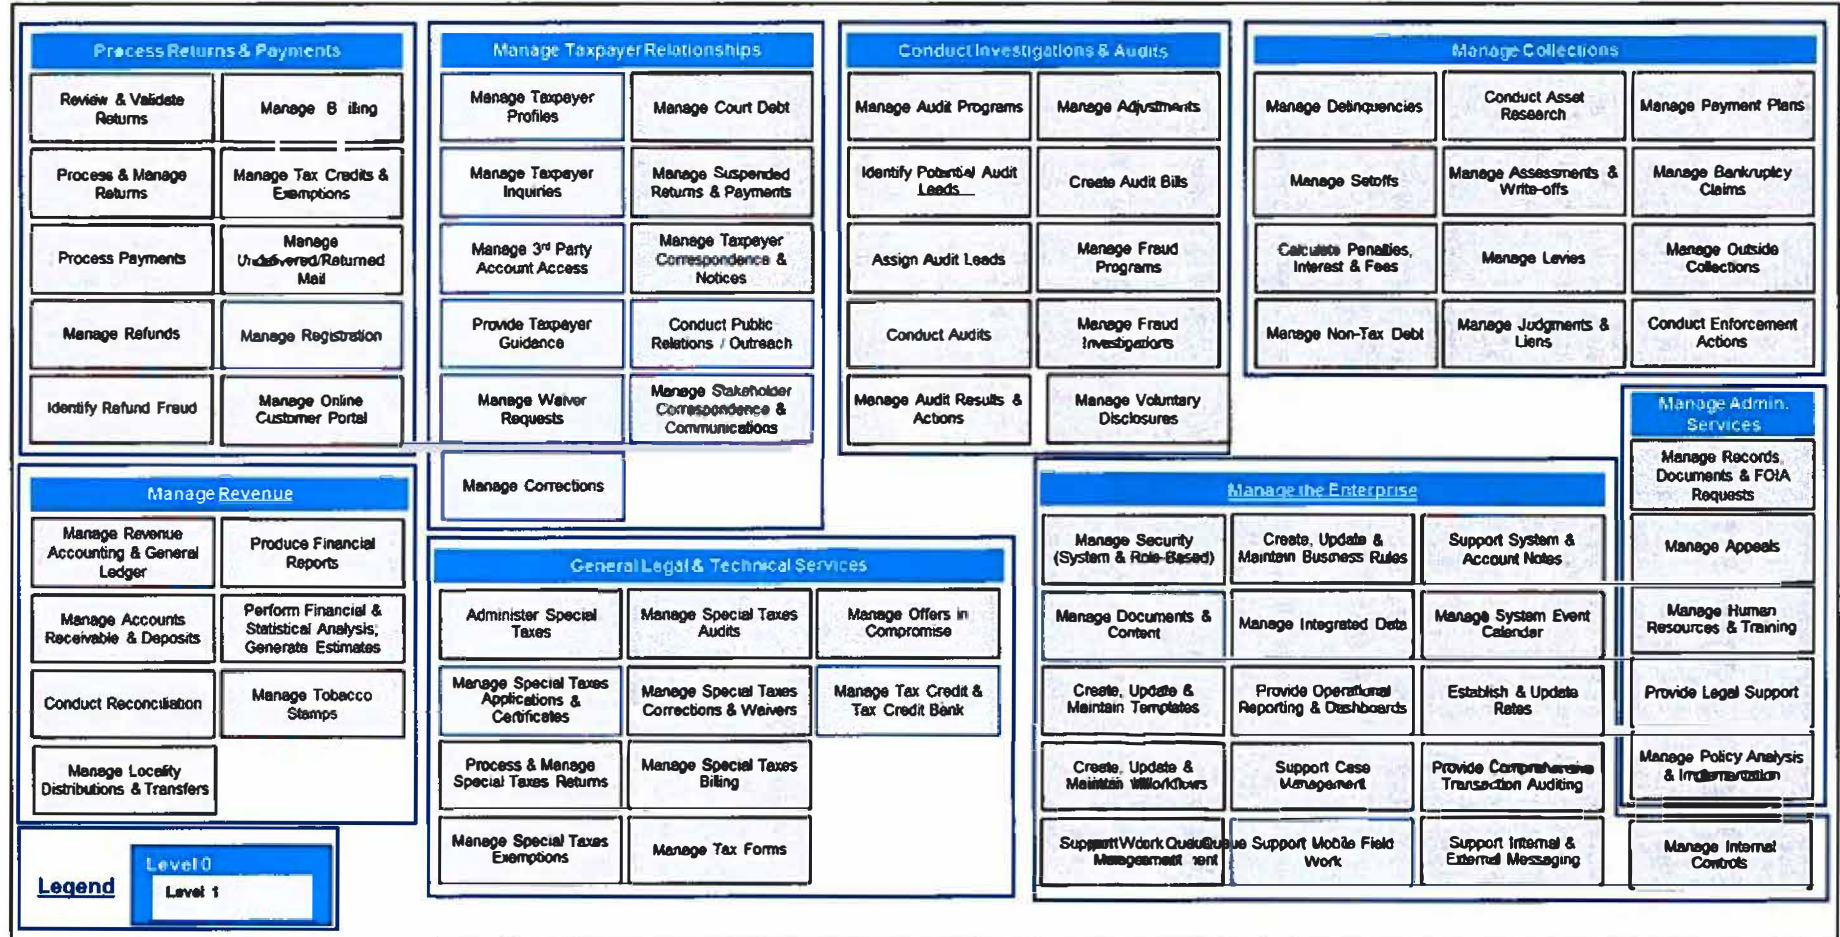 Process Returns & Payments
Review & Validate
Returns
Manage B illing
Process & Manage
Returns
Manage Tax Credits &
Exemptions
Process Payments
Manage
Undelivered/Returned
Mail
Manage Refunds
Manage Registration
Identify Refund Fraud
Manage Online
Customer Portal
Manage Taxpayer Relationships
Manage Taxpayer
Profiles
Manage Court Debt
Manage Taxpayer
Inquiries
Manage Suspended
Returns & Payments
Manage 3rd Party
Account Access
Manage Taxpayer
Correspondence &
Notices
Provide Taxpayer
Guidance
Conduct Public
Relations / Outreach
Manage Waiver
Requests
Manage Stakeholder
Correspondence &
Communications
Manage Corrections
Conduct Investigations & Audits
Manage Audit Programs
Manage Adjustments
Identify Potential Audit
Leads
Create Audit Bills
Assign Audit Leads
Manage Fraud
Programs
Conduct Audits
Manage Fraud
Investigations
Manage Audit Results &
Actions
Manage Voluntary
Disclosures
Manage Collections
Manage Delinquencies
Conduct Asset
Research
Manage Payment Plans
Manage Setoffs
Manage Assessments &
Write-offs
Manage Bankruptcy
Claims
Calculate Penalties,
Interest & Fees
Manage Levies
Manage Outside
Collections
Manage Non-Tax Debt
Manage Judgments &
Liens
Conduct Enforcement
Actions
Manage Revenue
Manage Revenue
Accounting & General
Ledger
Produce Financial
Reports
Manage Accounts
Receivable & Deposits
Perform Financial &
Statistical Analysis,
Generate Estimates
Conduct Reconciliation
Manage Tobacco
Stamps
Manage Locality
Distributions & Transfers
General Legal & Technical Services
Administer Special
Taxes
Manage Special Taxes
Audits
Manage Offers in
Compromise
Manage Special Taxes
Applications &
Certificates
Manage Special Taxes
Corrections & Waivers
Manage Tax Credit &
Tax Credit Bank
Process & Manage
Special Taxes Returns
Manage Special Taxes
Billing
Manage Special Taxes
Exemptions
Manage Tax Forms
Manage the Enterprise
Manage Security
(System & Role-Based)
Create, Update &
Maintain Business Rules
Support System &
Account Notes
Manage Documents &
Content
Manage Integrated Data
Manage System Event
Calendar
Create, Update &
Maintain Templates
Provide Operational
Reporting & Dashboards
Establish & Update
Rates
Create, Update &
Maintain Workflows
Support Case
Management
Provide Comprehensive
Transaction Auditing
Support Work Queue
Management
Support Mobile Field
Work
Support Internal &
External Messaging
Manage Admin.
Services
Manage Records,
Documents & FOIA
Requests
Manage Appeals
Manage Human
Resources & Training
Provide Legal Support
Manage Policy Analysis
& Implementation
Manage Internal
Controls
Legend
Level 0
Level 1